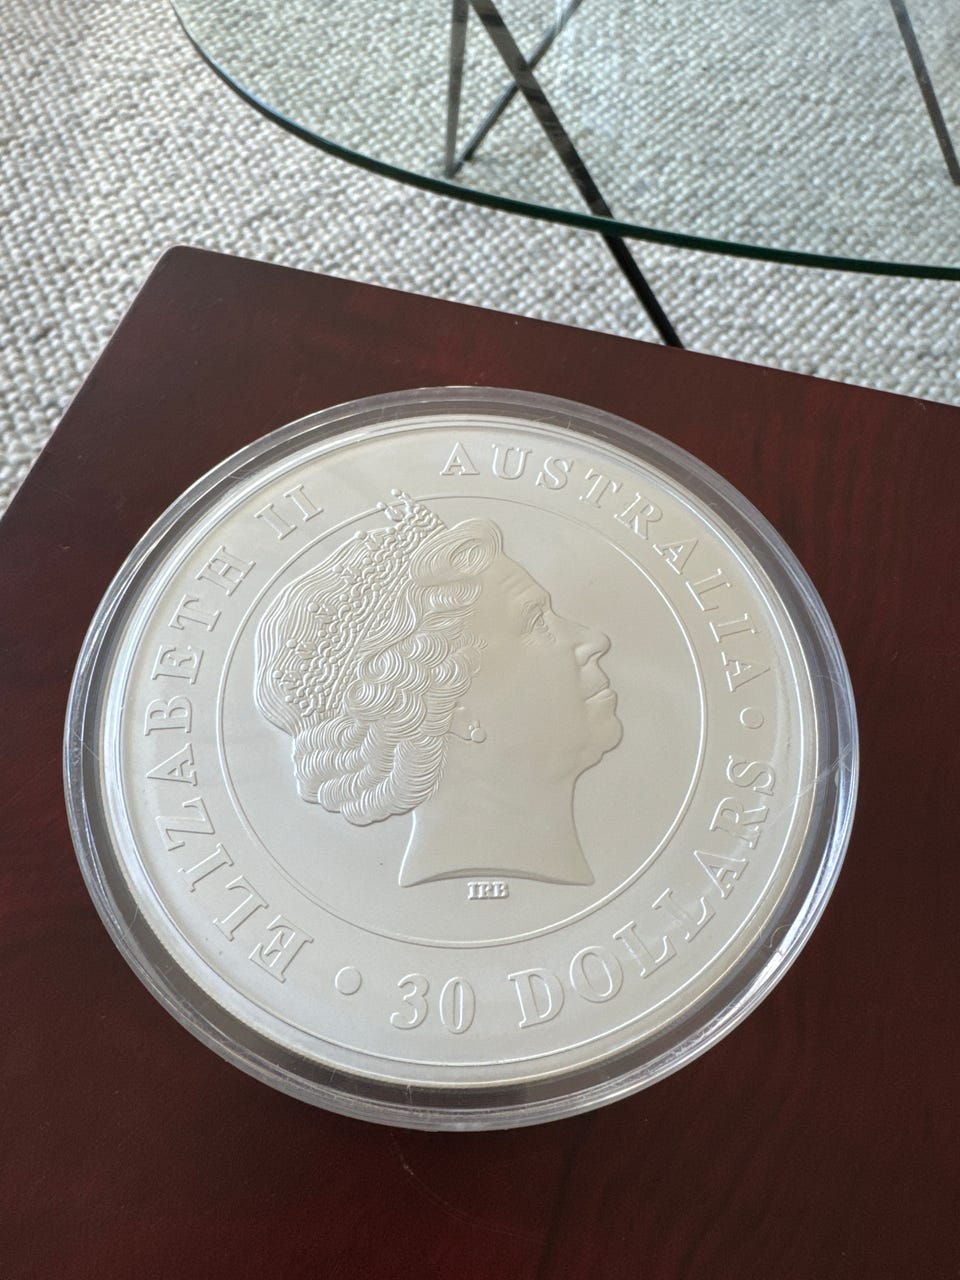 ELIZABETH II
AUSTRALIA
• 30 DOLLARS •
IRB